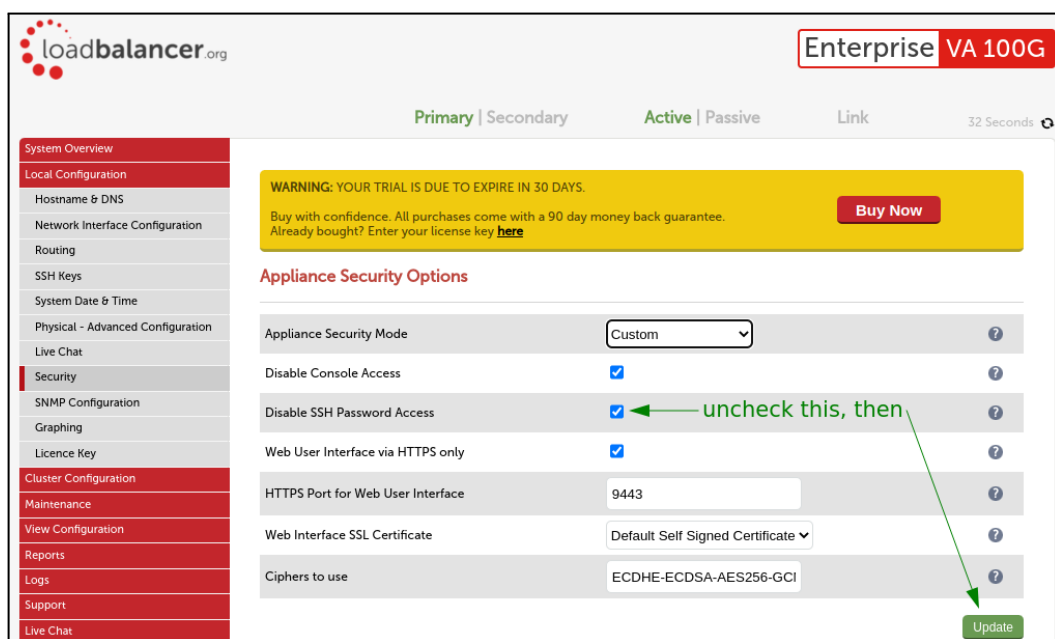 loadbalancer.org
Enterprise VA 100G
Primary | Secondary
Active | Passive
Link
32 Seconds
System Overview
Local Configuration
Hostname & DNS
Network Interface Configuration
Routing
SSH Keys
System Date & Time
Physical - Advanced Configuration
Live Chat
Security
SNMP Configuration
Graphing
Licence Key
Cluster Configuration
Maintenance
View Configuration
Reports
Logs
Support
Live Chat
WARNING: YOUR TRIAL IS DUE TO EXPIRE IN 30 DAYS.
Buy with confidence. All purchases come with a 90 day money back guarantee.
Already bought? Enter your license key here
Buy Now
Appliance Security Options
Appliance Security Mode
Custom
?
Disable Console Access
?
Disable SSH Password Access
uncheck this, then
?
Web User Interface via HTTPS only
?
HTTPS Port for Web User Interface
9443
?
Web Interface SSL Certificate
Default Self Signed Certificate
?
Ciphers to use
ECDHE-ECDSA-AES256-GCI
?
Update